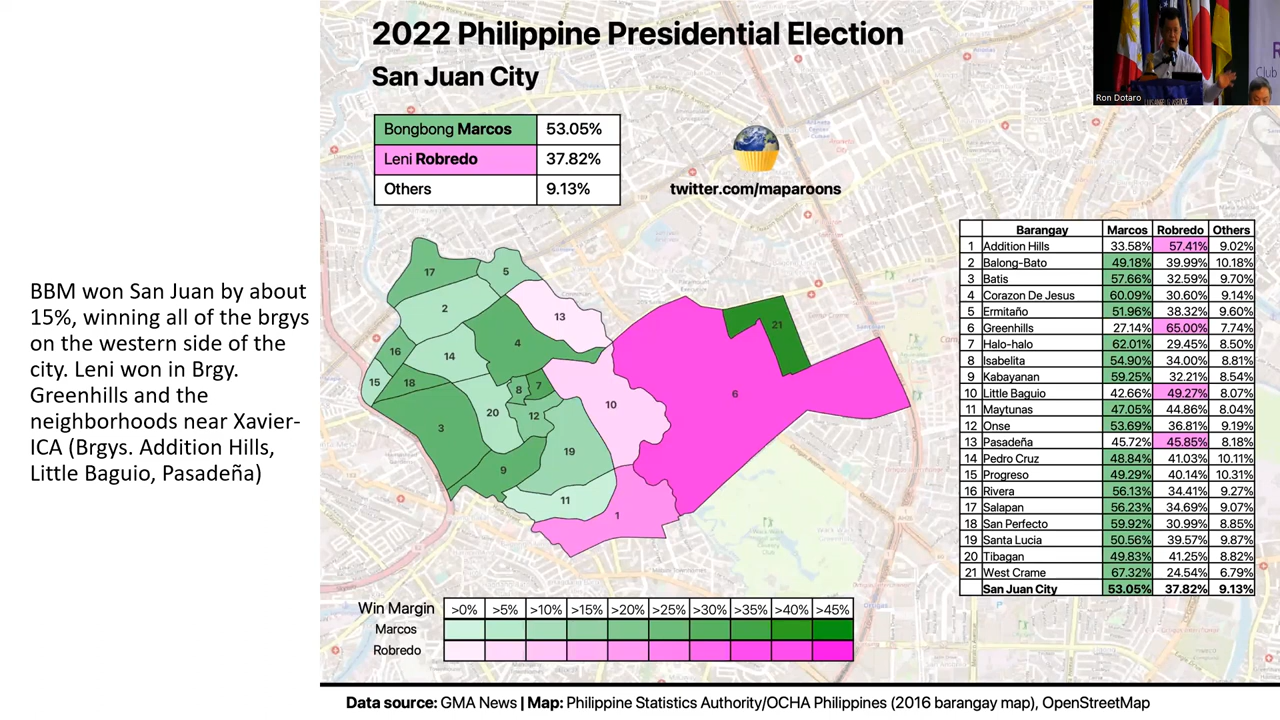 2022 Philippine Presidential Election
San Juan City
Bongbong Marcos 53.05%
Leni Robredo 37.82%
Others 9.13%
twitter.com/maparoons
Ron Dotaro
BBM won San Juan by about
15%, winning all of the brgys
on the western side of the
city. Leni won in Brgy.
Greenhills and the
neighborhoods near Xavier-
ICA (Brgys. Addition Hills,
Little Baguio, Pasadeña)
17
5
2
13
4
21
16
14
15
18
8
7
6
20
12
10
3
19
9
11
1
Barangay Marcos Robredo Others
1 Addition Hills 33.58% 57.41% 9.02%
2 Balong-Bato 49.18% 39.99% 10.18%
3 Batis 57.66% 32.59% 9.70%
4 Corazon De Jesus 60.09% 30.60% 9.14%
5 Ermitaño 51.96% 38.32% 9.60%
6 Greenhills 27.14% 65.00% 7.74%
7 Halo-halo 62.01% 29.45% 8.50%
8 Isabelita 54.90% 34.00% 8.81%
9 Kabayanan 59.25% 32.21% 8.54%
10 Little Baguio 42.66% 49.27% 8.07%
11 Maytunas 47.05% 44.86% 8.04%
12 Onse 53.69% 36.81% 9.19%
13 Pasadeña 45.72% 45.85% 8.18%
14 Pedro Cruz 48.84% 41.03% 10.11%
15 Progreso 49.29% 40.14% 10.31%
16 Rivera 56.13% 34.41% 9.27%
17 Salapan 56.23% 34.69% 9.07%
18 San Perfecto 59.92% 30.99% 8.85%
19 Santa Lucia 50.56% 39.57% 9.87%
20 Tibagan 49.83% 41.25% 8.82%
21 West Crame 67.32% 24.54% 6.79%
San Juan City 53.05% 37.82% 9.13%
Win Margin >0% >5% >10% >15% >20% >25% >30% >35% >40% >45%
Marcos
Robredo
Data source: GMA News | Map: Philippine Statistics Authority/OCHA Philippines (2016 barangay map), OpenStreetMap